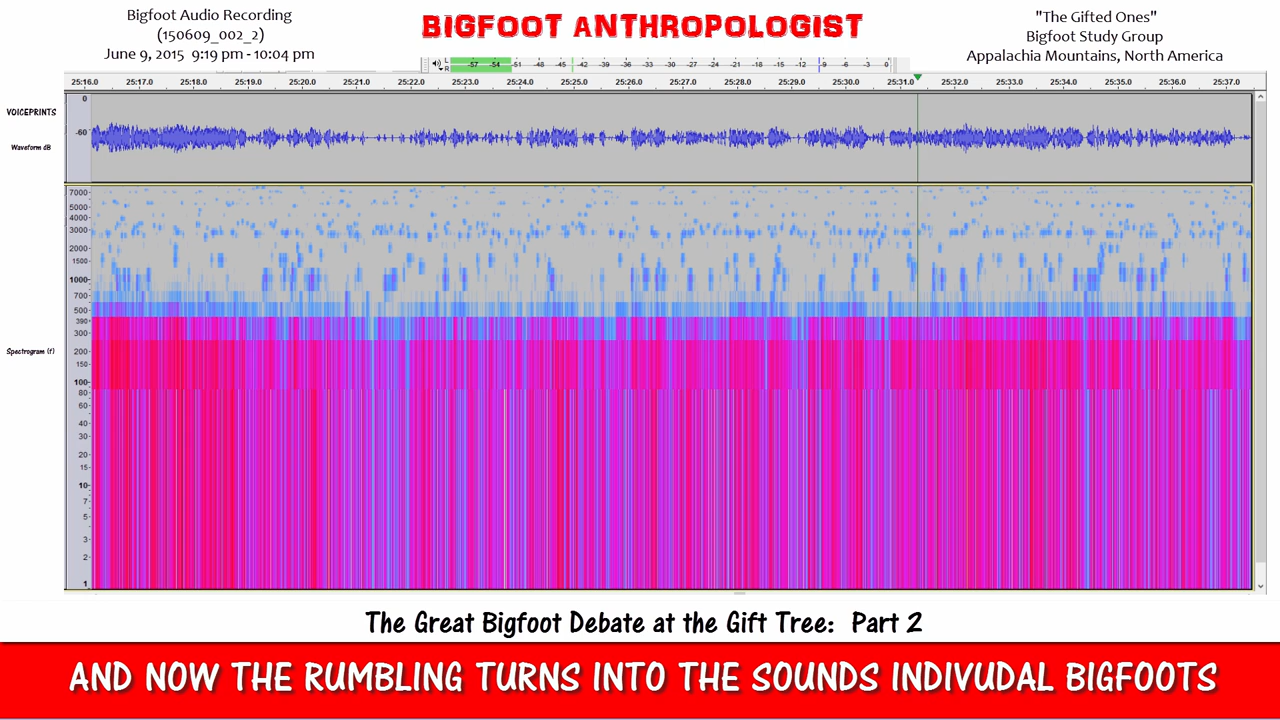 Bigfoot Audio Recording
(150609_002_2)
June 9, 2015 9:19 pm - 10:04 pm
BIGFOOT ANTHROPOLOGIST
"The Gifted Ones"
Bigfoot Study Group
Appalachia Mountains, North America
L
R
-57 -54 -51 -48 -45 -42 -39 -36 -33 -30 -27 -24 -21 -18 -15 -12 -9 -6 -3 0
25:16.0 25:17.0 25:18.0 25:19.0 25:20.0 25:21.0 25:22.0 25:23.0 25:24.0 25:25.0 25:26.0 25:27.0 25:28.0 25:29.0 25:30.0 25:31.0 25:32.0 25:33.0 25:34.0 25:35.0 25:36.0 25:37.0
VOICEPRINTS
Waveform dB
0
-60
Spectrogram (f)
7000
5000
4000
3000
2000
1500
1000
700
500
390
300
200
150
100
80
60
40
30
20
15
10
7
5
3
2
1
The Great Bigfoot Debate at the Gift Tree: Part 2
AND NOW THE RUMBLING TURNS INTO THE SOUNDS INDIVUDAL BIGFOOTS